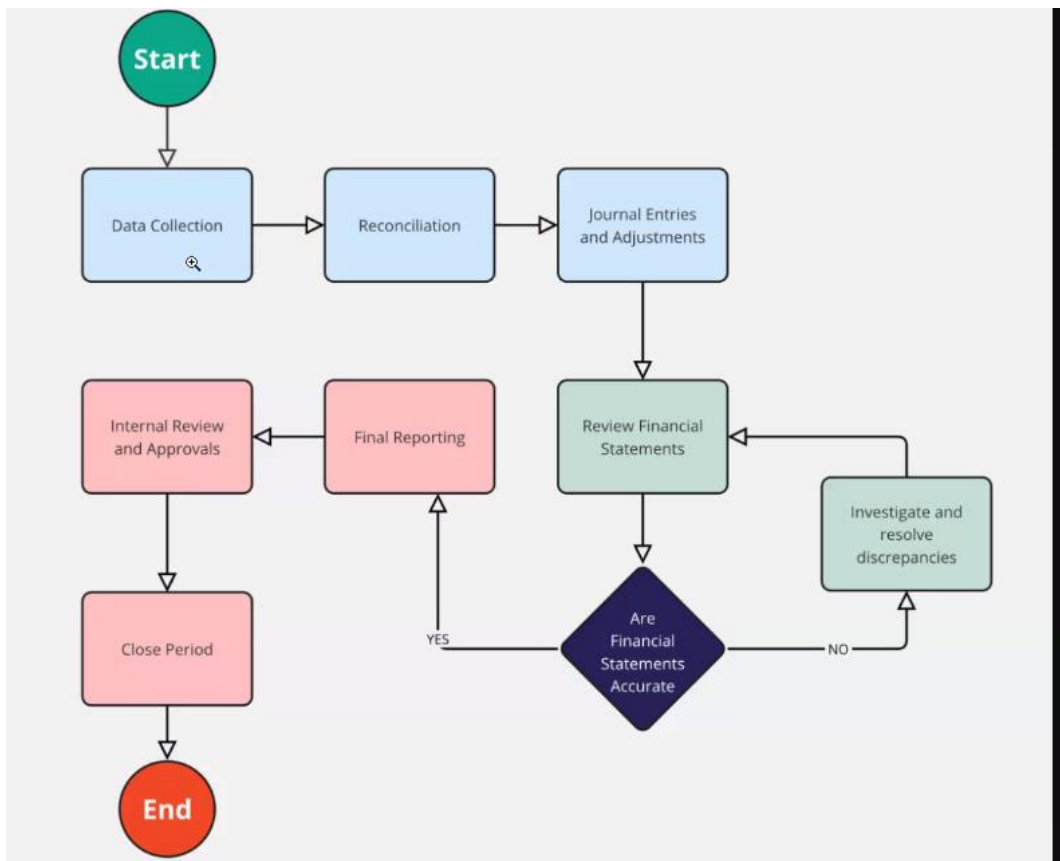 Start
Data Collection
Reconciliation
Journal Entries
and Adjustments
Internal Review
and Approvals
Final Reporting
Review Financial
Statements
Investigate and
resolve
discrepancies
Are
Financial
Statements
Accurate
YES
NO
Close Period
End